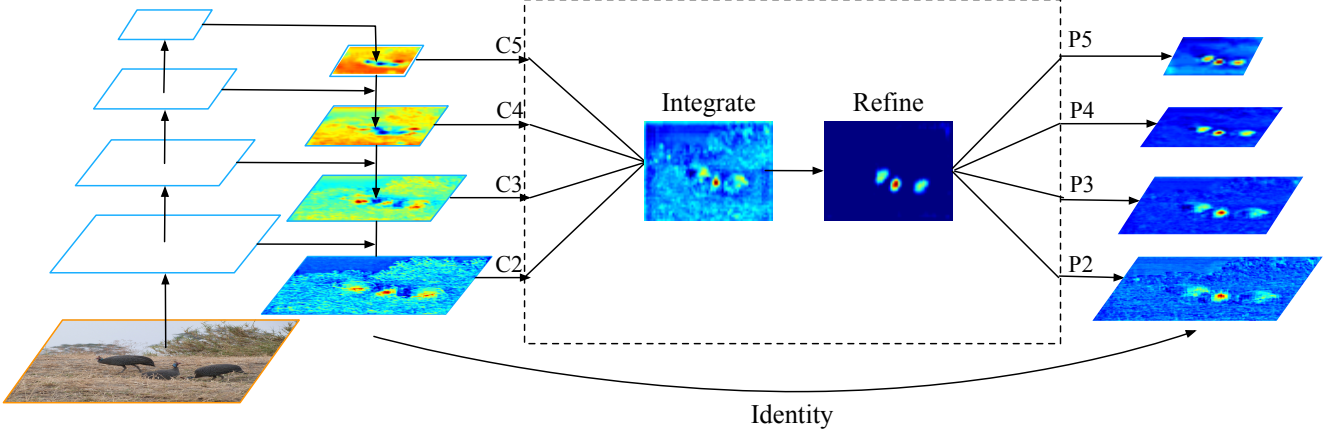 C5
P5
C4
Integrate
Refine
P4
C3
P3
C2
P2
Identity